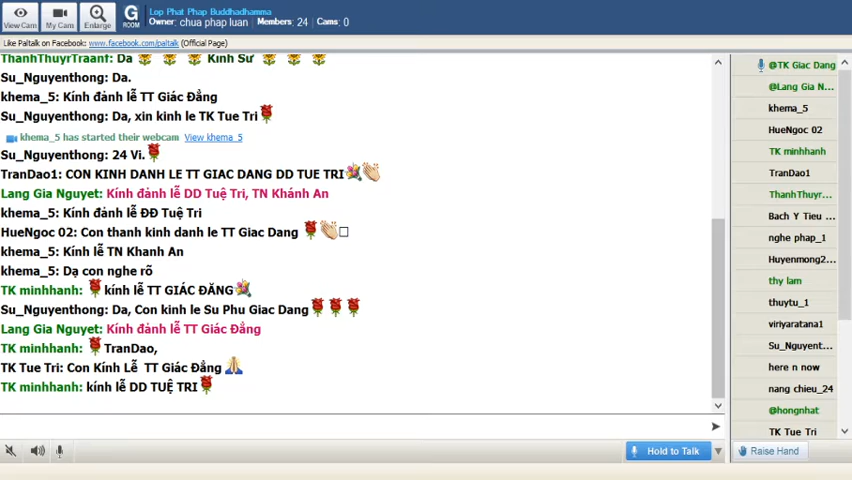 View Cam
My Cam
Enlarge
G
ROOM
Lop Phat Phap Buddhadhamma
Owner: chua phap luan Members: 24 Cams: 0
Like Paltalk on Facebook: www.facebook.com/paltalk (Official Page)
ThanhThuyrTraanf: Da Kinh Sư
Su_Nguyenthong: Da.
khema_5: Kính đảnh lễ TT Giác Đẳng
Su_Nguyenthong: Da, xin kinh le TK Tue Tri
khema_5 has started their webcam View khema_5
Su_Nguyenthong: 24 Vi.
TranDao1: CON KINH DANH LE TT GIAC DANG DD TUE TRI
Lang Gia Nguyet: Kính đảnh lễ DD Tuệ Tri, TN Khánh An
khema_5: Kính đảnh lễ ĐĐ Tuệ Tri
HueNgoc 02: Con thanh kinh danh le TT Giac Dang
khema_5: Kính lễ TN Khanh An
khema_5: Dạ con nghe rõ
TK minhhanh: kính lễ TT GIÁC ĐĂNG
Su_Nguyenthong: Da, Con kinh le Su Phu Giac Dang
Lang Gia Nguyet: Kính đảnh lễ TT Giác Đẳng
TK minhhanh: TranDao,
TK Tue Tri: Con Kính Lễ TT Giác Đẳng
TK minhhanh: kính lễ DD TUỆ TRI
@TK Giac Dang
@Lang Gia N...
khema_5
HueNgoc 02
TK minhhanh
TranDao1
ThanhThuyr...
Bach Y Tieu ...
nghe phap_1
Huyenmong2...
thy lam
thuytu_1
viriyaratana1
Su_Nguyent...
here n now
nang chieu_24
@hongnhat
TK Tue Tri
Hold to Talk
Raise Hand